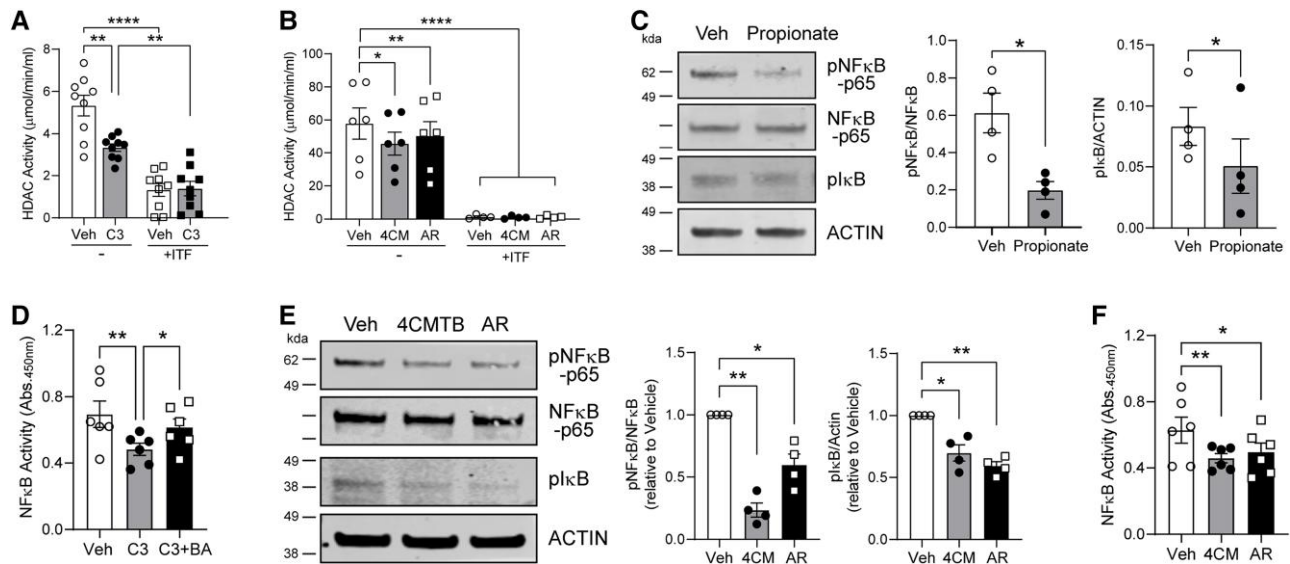 A
HDAC Activity (μmol/min/ml)
8
6
4
2
0
****
**
**
Veh
C3
Veh
C3
-
+ITF
B
HDAC Activity (μmol/min/ml)
100
80
60
40
20
0
****
**
*
Veh
4CM
AR
Veh
4CM
AR
-
+ITF
C
kda
Veh
Propionate
62
49
49
38
49
38
pNFκB
-p65
NFκB
-p65
pIκB
ACTIN
pNFκB/NFκB
1.0
0.8
0.6
0.4
0.2
0.0
*
Veh
Propionate
pIκB/ACTIN
0.15
0.10
0.05
0.00
*
Veh
Propionate
D
NFκB Activity (Abs.450nm)
1.2
0.8
0.4
0.0
**
*
Veh
C3
C3+BA
E
kda
Veh
4CMTB
AR
62
49
49
38
49
38
pNFκB
-p65
NFκB
-p65
pIκB
ACTIN
pNFκB/NFκB
(relative to Vehicle)
1.5
1.0
0.5
0.0
*
**
Veh
4CM
AR
pIκB/Actin
(relative to Vehicle)
1.5
1.0
0.5
0.0
**
*
Veh
4CM
AR
F
NFκB Activity (Abs.450nm)
1.2
0.8
0.4
0.0
*
**
Veh
4CM
AR